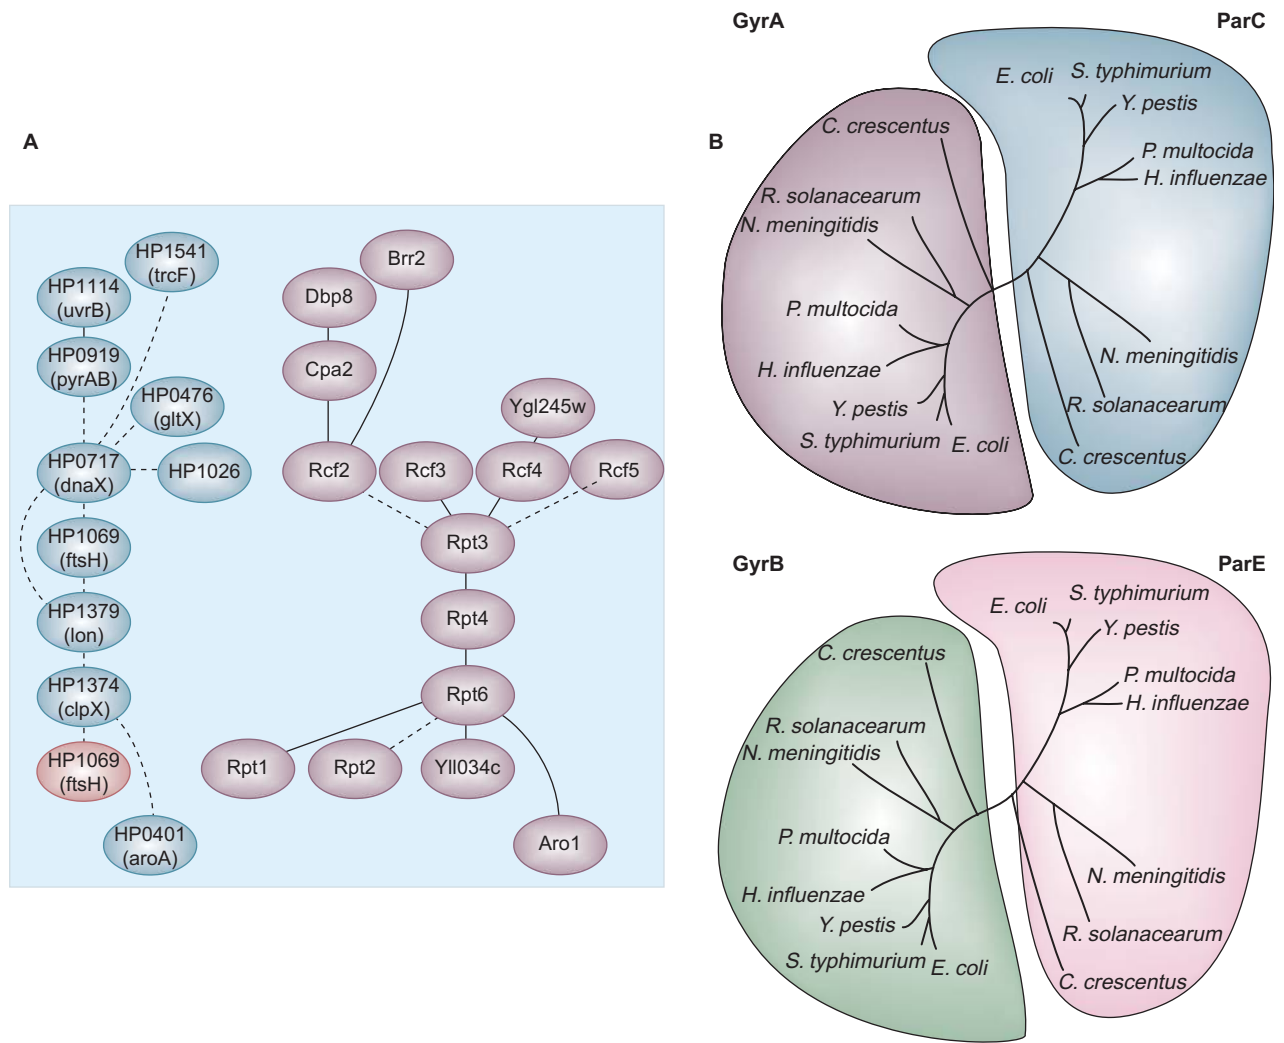 A
HP1541
(trcF)
HP1114
(uvrB)
HP0919
(pyrAB)
HP0476
(gltX)
HP0717
(dnaX)
HP1026
HP1069
(ftsH)
HP1379
(lon)
HP1374
(clpX)
HP1069
(ftsH)
HP0401
(aroA)
Brr2
Dbp8
Cpa2
Ygl245w
Rcf2
Rcf3
Rcf4
Rcf5
Rpt3
Rpt4
Rpt6
Rpt1
Rpt2
Yll034c
Aro1
B
GyrA
ParC
C. crescentus
R. solanacearum
N. meningitidis
P. multocida
H. influenzae
Y. pestis
S. typhimurium
E. coli
E. coli
S. typhimurium
Y. pestis
P. multocida
H. influenzae
N. meningitidis
R. solanacearum
C. crescentus
GyrB
ParE
C. crescentus
R. solanacearum
N. meningitidis
P. multocida
H. influenzae
Y. pestis
S. typhimurium
E. coli
E. coli
S. typhimurium
Y. pestis
P. multocida
H. influenzae
N. meningitidis
R. solanacearum
C. crescentus